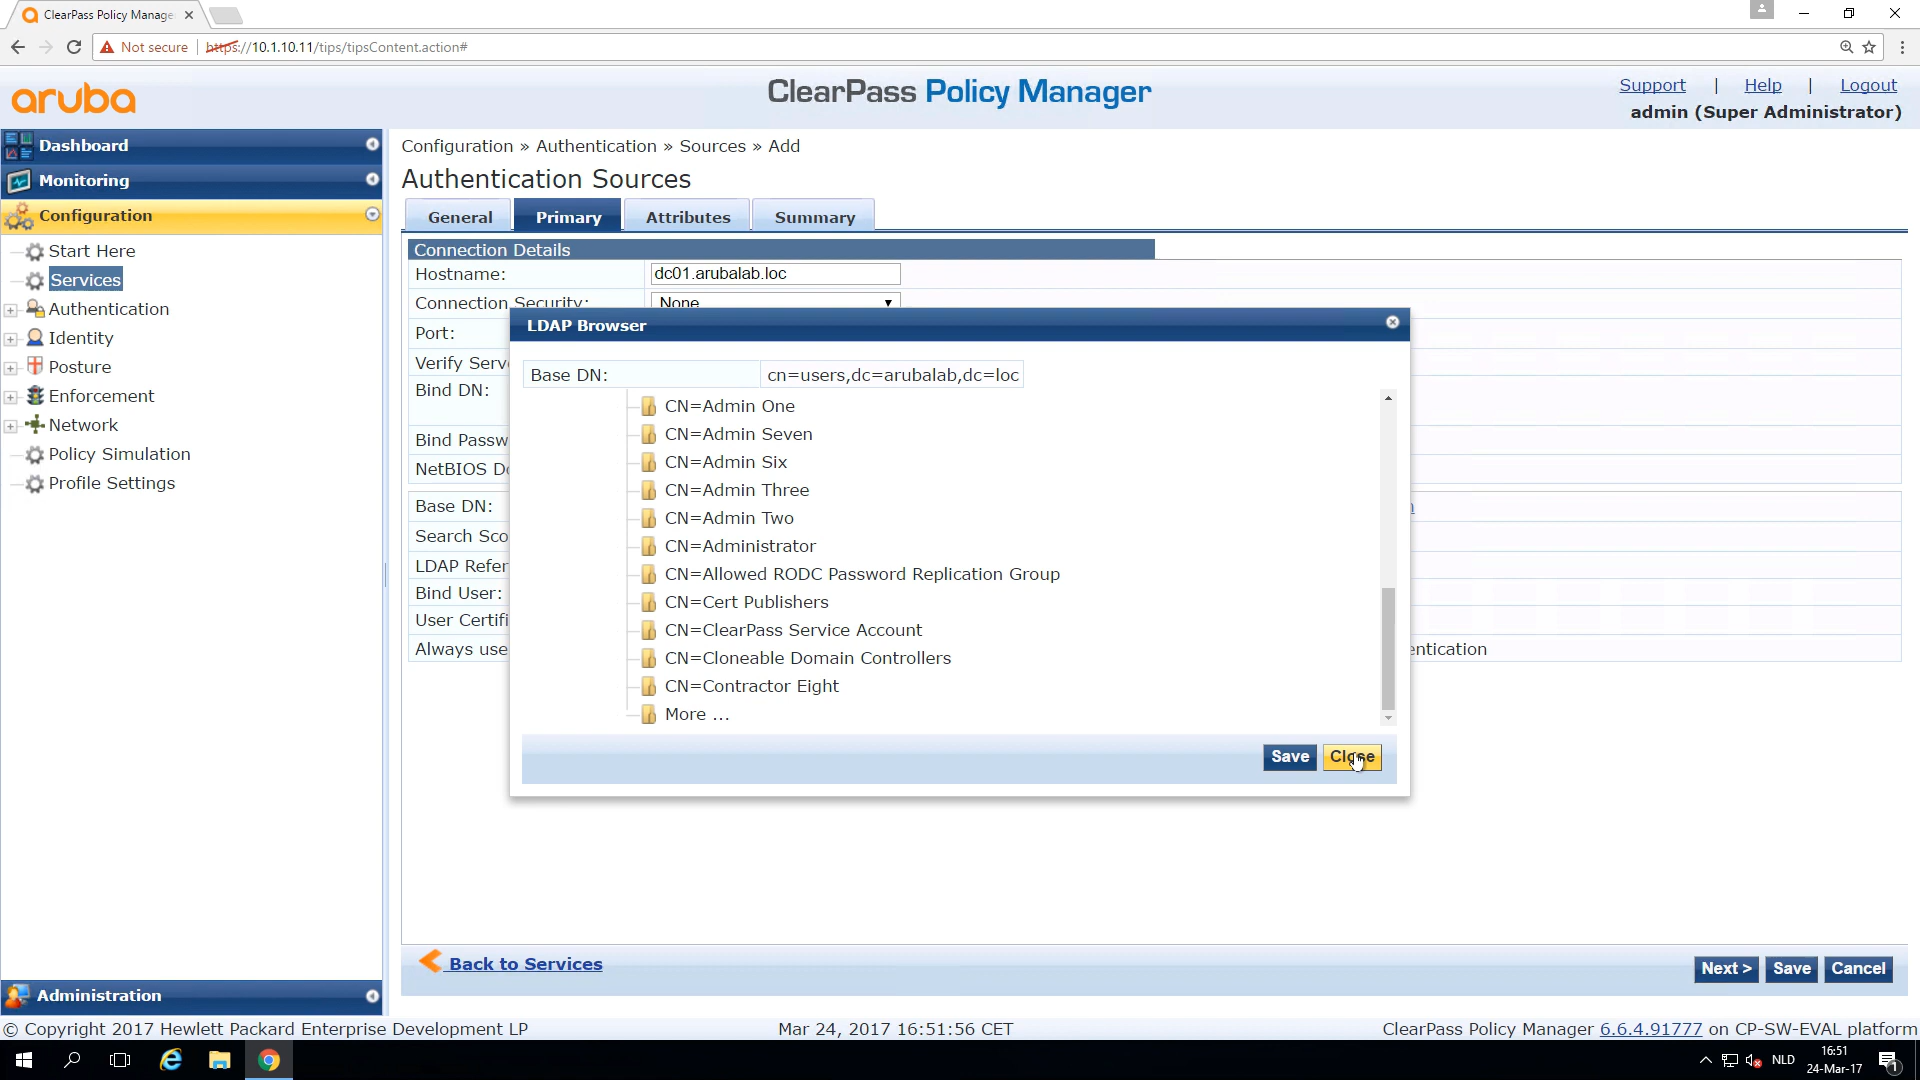 ClearPass Policy Manage
Not secure | https://10.1.10.11/tips/tipsContent.action#
aruba
ClearPass Policy Manager
Support | Help | Logout
admin (Super Administrator)
Dashboard
Monitoring
Configuration
Start Here
Services
Authentication
Identity
Posture
Enforcement
Network
Policy Simulation
Profile Settings
Administration
Configuration » Authentication » Sources » Add
Authentication Sources
General
Primary
Attributes
Summary
Connection Details
Hostname: dc01.arubalab.loc
Connection Security: None
Port:
Verify Serv
Bind DN:
Bind Passw
NetBIOS Do
Base DN:
Search Sco
LDAP Refer
Bind User:
User Certifi
Always use
entication
LDAP Browser
Base DN: cn=users,dc=arubalab,dc=loc
CN=Admin One
CN=Admin Seven
CN=Admin Six
CN=Admin Three
CN=Admin Two
CN=Administrator
CN=Allowed RODC Password Replication Group
CN=Cert Publishers
CN=ClearPass Service Account
CN=Cloneable Domain Controllers
CN=Contractor Eight
More ...
Save
Close
Back to Services
Next >
Save
Cancel
© Copyright 2017 Hewlett Packard Enterprise Development LP
Mar 24, 2017 16:51:56 CET
ClearPass Policy Manager 6.6.4.91777 on CP-SW-EVAL platform
NLD
16:51
24-Mar-17
1